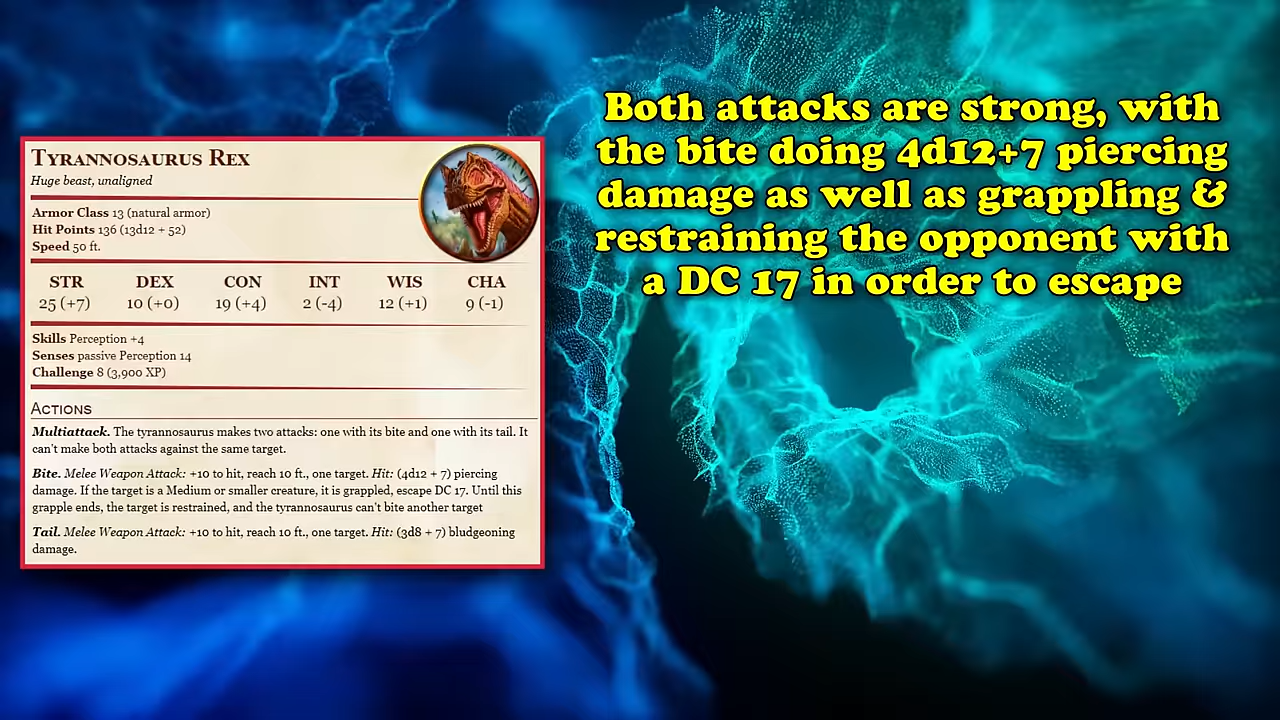 Tyrannosaurus Rex
Huge beast, unaligned
Armor Class 13 (natural armor)
Hit Points 136 (13d12 + 52)
Speed 50 ft.
STR DEX CON INT WIS CHA
25 (+7) 10 (+0) 19 (+4) 2 (-4) 12 (+1) 9 (-1)
Skills Perception +4
Senses passive Perception 14
Challenge 8 (3,900 XP)
Actions
Multiattack. The tyrannosaurus makes two attacks: one with its bite and one with its tail. It
can't make both attacks against the same target.
Bite. Melee Weapon Attack: +10 to hit, reach 10 ft., one target. Hit: (4d12 + 7) piercing
damage. If the target is a Medium or smaller creature, it is grappled, escape DC 17. Until this
grapple ends, the target is restrained, and the tyrannosaurus can't bite another target
Tail. Melee Weapon Attack: +10 to hit, reach 10 ft., one target. Hit: (3d8 + 7) bludgeoning
damage.
Both attacks are strong, with
the bite doing 4d12+7 piercing
damage as well as grappling &
restraining the opponent with
a DC 17 in order to escape